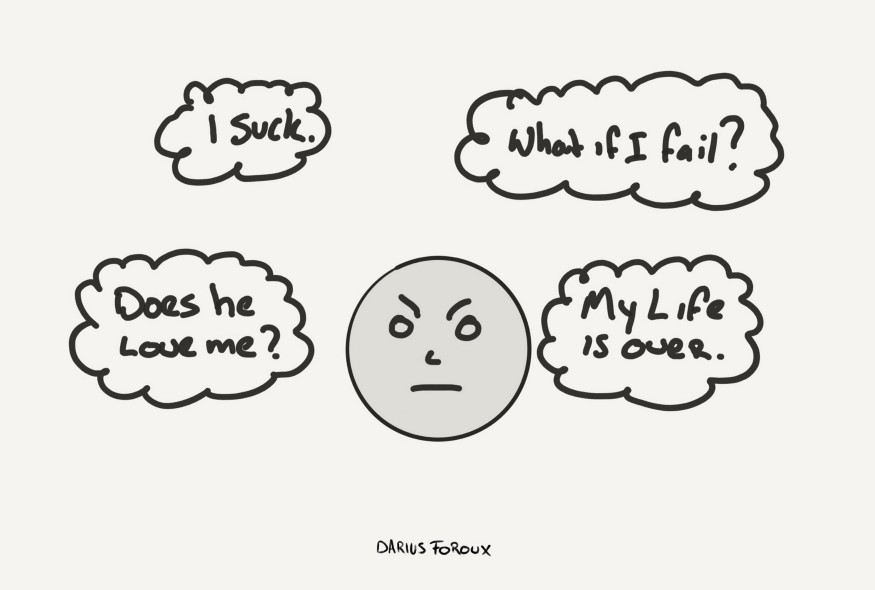 I Suck.
What if I fail?
Does he
Love me?
My Life
is over.
DARIUS FOROUX